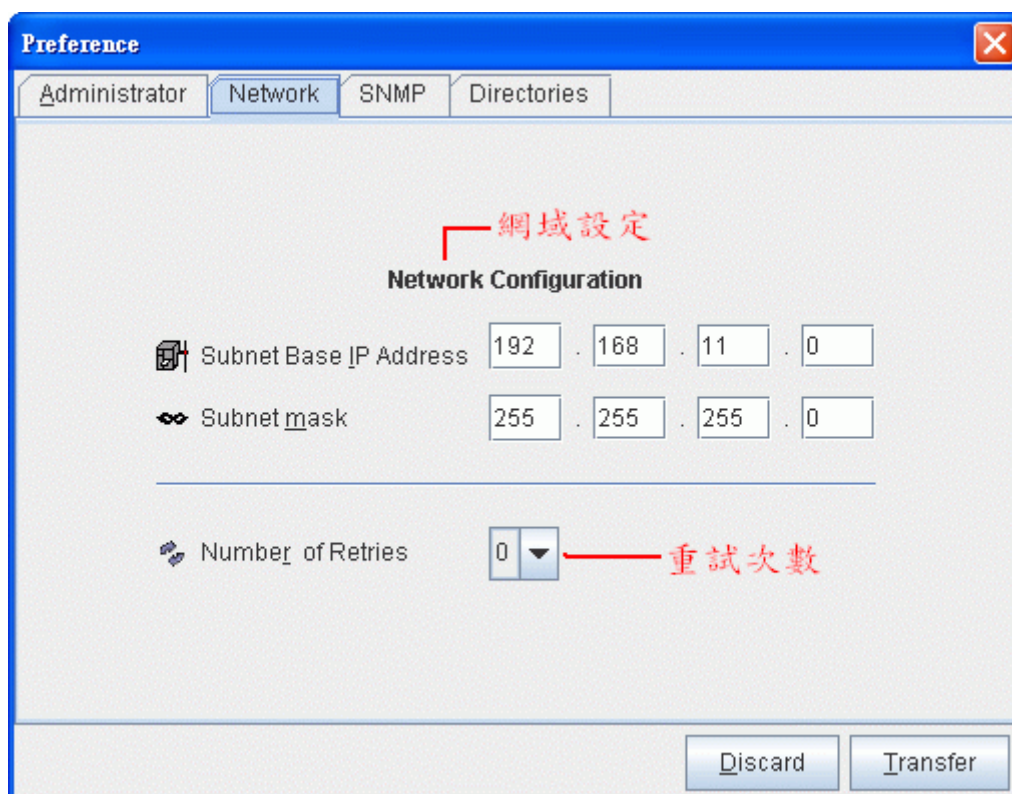 Preference
Administrator Network SNMP Directories
網域設定
Network Configuration
Subnet Base IP Address 192 . 168 . 11 . 0
Subnet mask 255 . 255 . 255 . 0
Number of Retries 0 重試次數
Discard Transfer